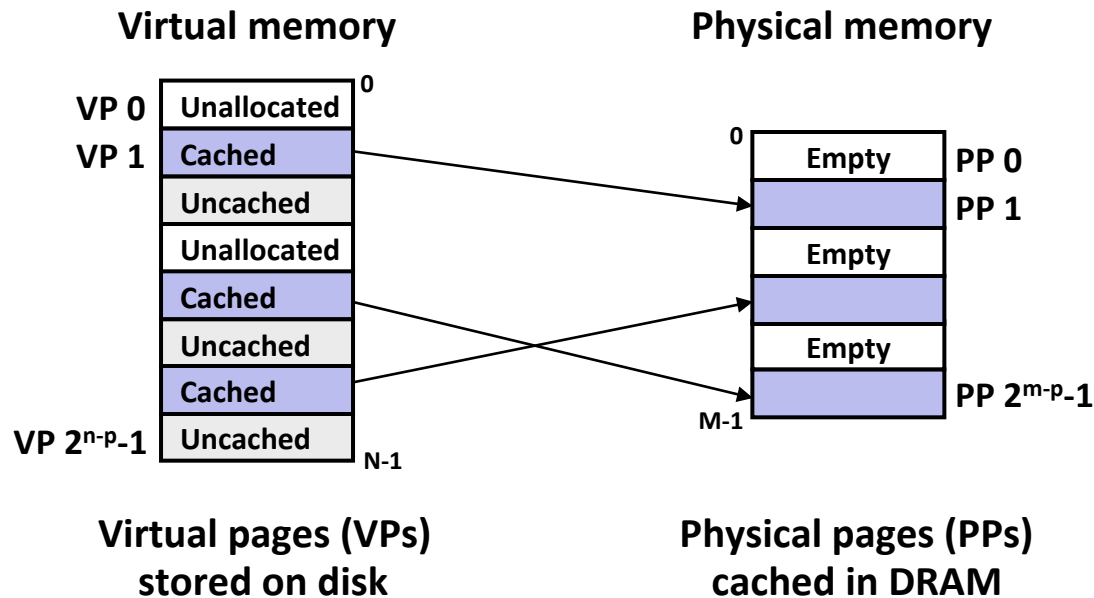 Virtual memory
Physical memory
0
VP 0
Unallocated
VP 1
Cached
Uncached
Unallocated
Cached
Uncached
Cached
VP 2^n-p-1
Uncached
N-1
0
Empty
PP 0
PP 1
Empty
Empty
PP 2^m-p-1
M-1
Virtual pages (VPs)
stored on disk
Physical pages (PPs)
cached in DRAM